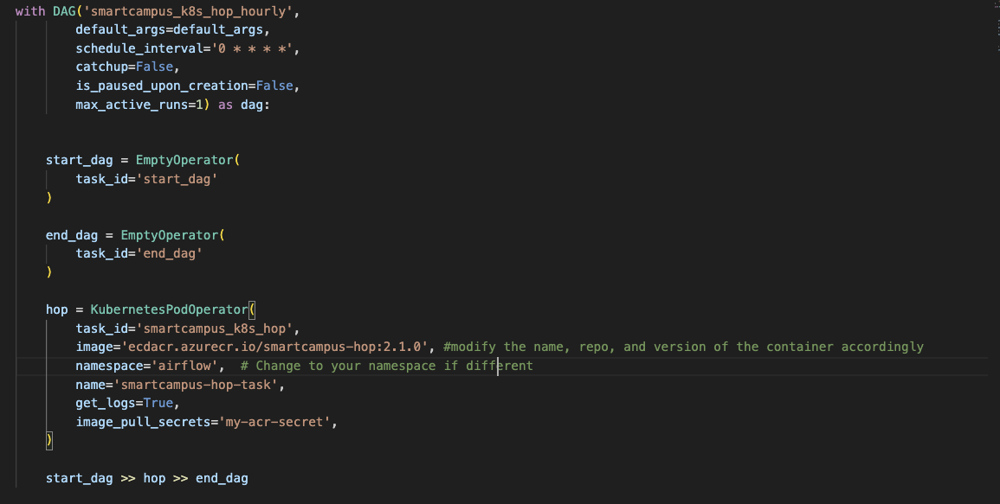 with DAG('smartcampus_k8s_hop_hourly',
        default_args=default_args,
        schedule_interval='0 * * * *',
        catchup=False,
        is_paused_upon_creation=False,
        max_active_runs=1) as dag:
    start_dag = EmptyOperator(
        task_id='start_dag'
    )
    end_dag = EmptyOperator(
        task_id='end_dag'
    )
    hop = KubernetesPodOperator(
        task_id='smartcampus_k8s_hop',
        image='ecdacr.azurecr.io/smartcampus-hop:2.1.0', #modify the name, repo, and version of the container accordingly
        namespace='airflow',  # Change to your namespace if different
        name='smartcampus-hop-task',
        get_logs=True,
        image_pull_secrets='my-acr-secret',
    )
    start_dag >> hop >> end_dag